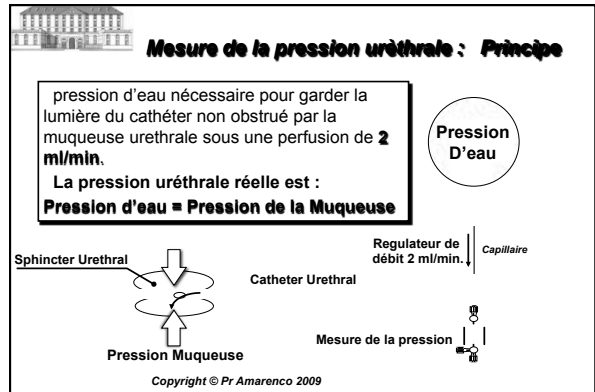 Mesure de la pression urèthrale : Principe
pression d'eau nécessaire pour garder la
lumière du cathéter non obstrué par la
muqueuse urethrale sous une perfusion de 2
ml/min.
La pression uréthrale réelle est :
Pression d'eau = Pression de la Muqueuse
Pression
D'eau
Regulateur de
débit 2 ml/min.
Capillaire
Sphincter Urethral
Catheter Urethral
Mesure de la pression
Pression Muqueuse
Copyright © Pr Amarenco 2009